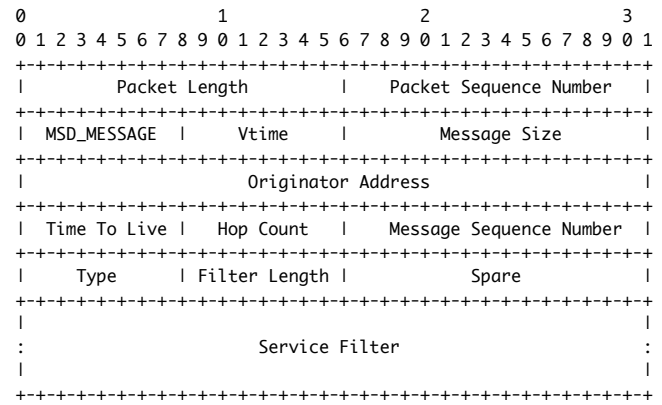 0                   1                   2                   3
0 1 2 3 4 5 6 7 8 9 0 1 2 3 4 5 6 7 8 9 0 1 2 3 4 5 6 7 8 9 0 1
+-+-+-+-+-+-+-+-+-+-+-+-+-+-+-+-+-+-+-+-+-+-+-+-+-+-+-+-+-+-+-+
|         Packet Length         |    Packet Sequence Number   |
+-+-+-+-+-+-+-+-+-+-+-+-+-+-+-+-+-+-+-+-+-+-+-+-+-+-+-+-+-+-+-+
|  MSD_MESSAGE  |     Vtime     |         Message Size        |
+-+-+-+-+-+-+-+-+-+-+-+-+-+-+-+-+-+-+-+-+-+-+-+-+-+-+-+-+-+-+-+
|                      Originator Address                     |
+-+-+-+-+-+-+-+-+-+-+-+-+-+-+-+-+-+-+-+-+-+-+-+-+-+-+-+-+-+-+-+
|  Time To Live |   Hop Count   |    Message Sequence Number  |
+-+-+-+-+-+-+-+-+-+-+-+-+-+-+-+-+-+-+-+-+-+-+-+-+-+-+-+-+-+-+-+
|     Type      | Filter Length |            Spare            |
+-+-+-+-+-+-+-+-+-+-+-+-+-+-+-+-+-+-+-+-+-+-+-+-+-+-+-+-+-+-+-+
|                                                             |
:                       Service Filter                        :
|                                                             |
+-+-+-+-+-+-+-+-+-+-+-+-+-+-+-+-+-+-+-+-+-+-+-+-+-+-+-+-+-+-+-+